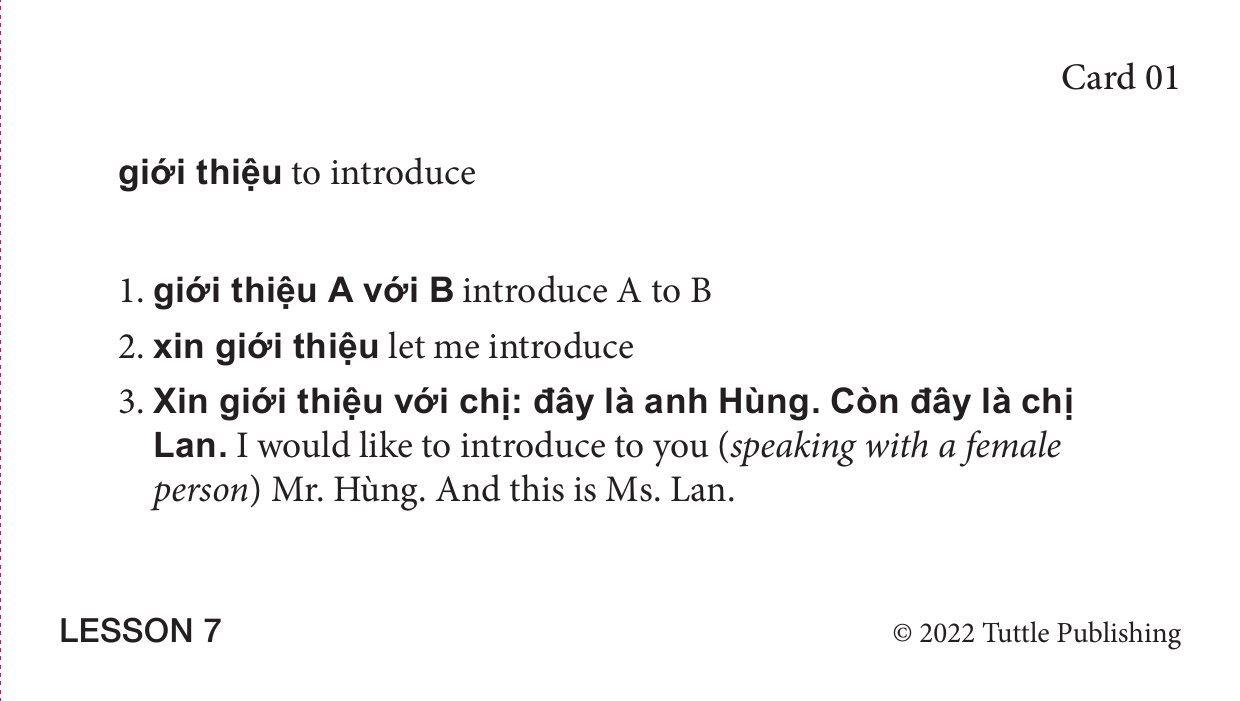 Card 01
giới thiệu to introduce
1. giới thiệu A với B introduce A to B
2. xin giới thiệu let me introduce
3. Xin giới thiệu với chị: đây là anh Hùng. Còn đây là chị
Lan. I would like to introduce to you (speaking with a female
person) Mr. Hùng. And this is Ms. Lan.
LESSON 7
© 2022 Tuttle Publishing